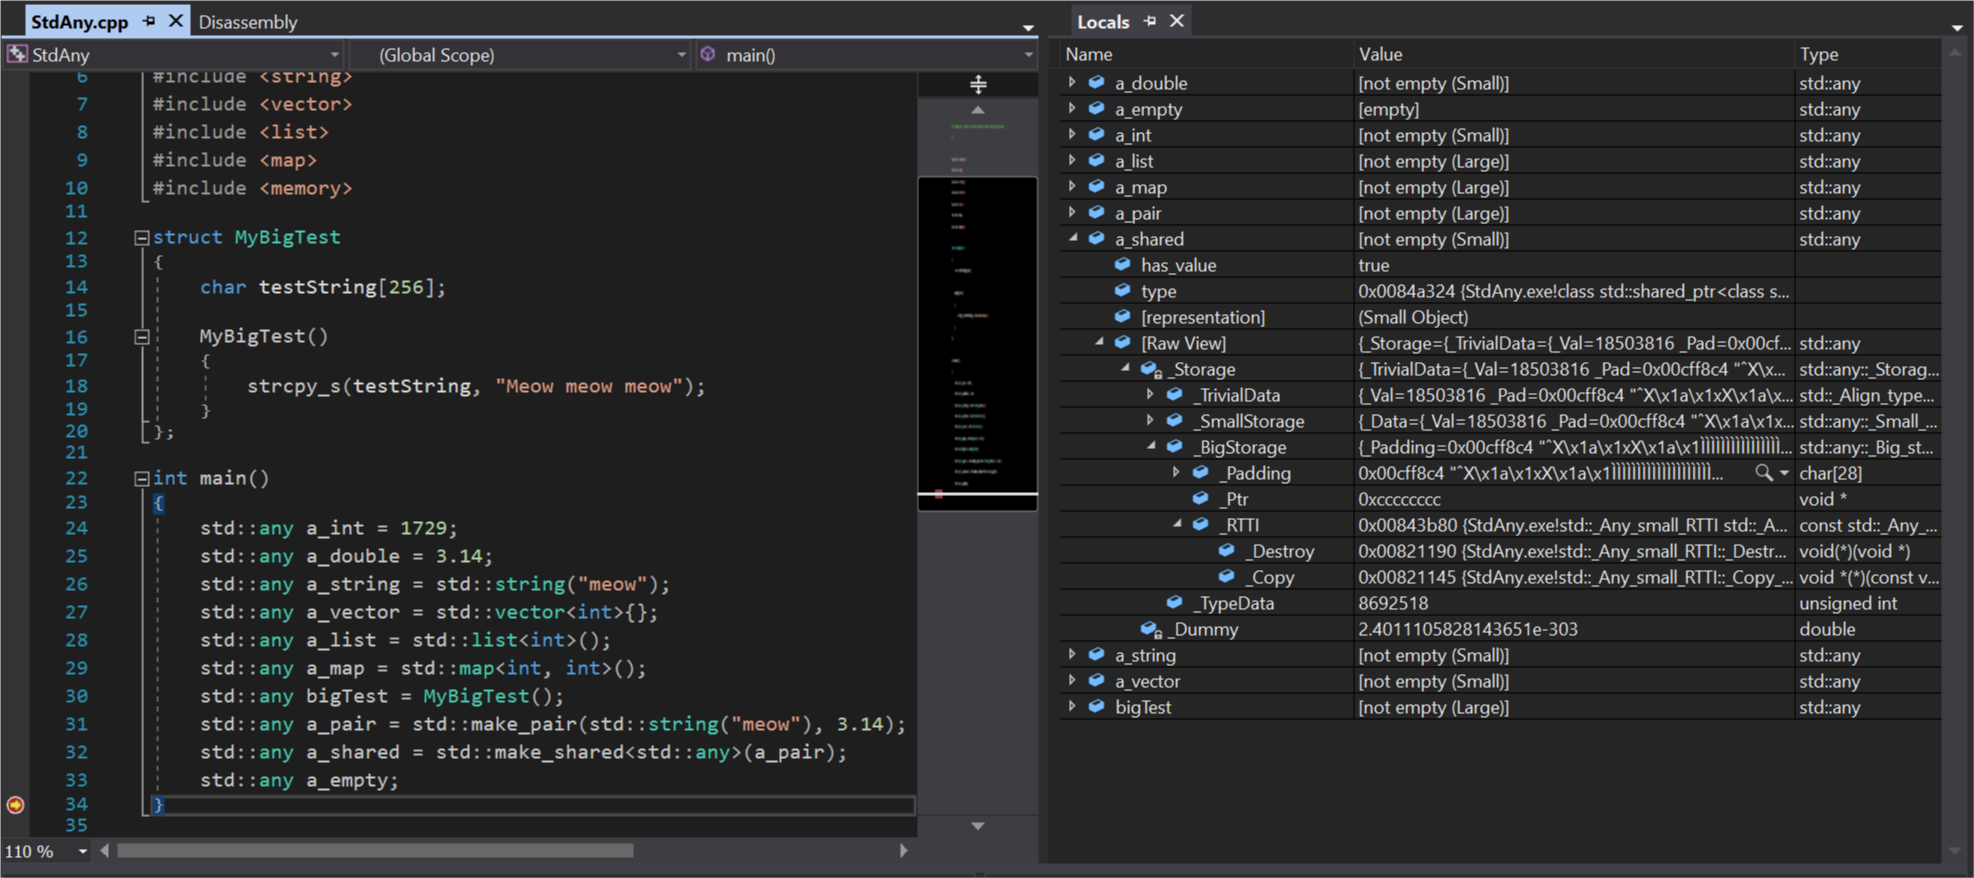 StdAny.cpp
Disassembly
StdAny
(Global Scope)
main()
6 #include <string>
7 #include <vector>
8 #include <list>
9 #include <map>
10 #include <memory>
11
12 struct MyBigTest
13 {
14 char testString[256];
15
16 MyBigTest()
17 {
18 strcpy_s(testString, "Meow meow meow");
19 }
20 };
21
22 int main()
23 {
24 std::any a_int = 1729;
25 std::any a_double = 3.14;
26 std::any a_string = std::string("meow");
27 std::any a_vector = std::vector<int>{};
28 std::any a_list = std::list<int>();
29 std::any a_map = std::map<int, int>();
30 std::any bigTest = MyBigTest();
31 std::any a_pair = std::make_pair(std::string("meow"), 3.14);
32 std::any a_shared = std::make_shared<std::any>(a_pair);
33 std::any a_empty;
34 }
35
110 %
Locals
Name Value Type
a_double [not empty (Small)] std::any
a_empty [empty] std::any
a_int [not empty (Small)] std::any
a_list [not empty (Large)] std::any
a_map [not empty (Large)] std::any
a_pair [not empty (Large)] std::any
a_shared [not empty (Small)] std::any
has_value true
type 0x0084a324 {StdAny.exe!class std::shared_ptr<class s...
[representation] (Small Object)
[Raw View] {_Storage={_TrivialData={_Val=18503816 _Pad=0x00cf... std::any
_Storage {_TrivialData={_Val=18503816 _Pad=0x00cff8c4 "ˆX\x... std::any::_Storag...
_TrivialData {_Val=18503816 _Pad=0x00cff8c4 "ˆX\x1a\x1xX\x1a\x... std::_Align_type...
_SmallStorage {_Data={_Val=18503816 _Pad=0x00cff8c4 "ˆX\x1a\x1x... std::any::_Small_...
_BigStorage {_Padding=0x00cff8c4 "ˆX\x1a\x1xX\x1a\x1ÌÌÌÌÌÌÌÌÌÌÌÌÌÌÌÌ... std::any::_Big_st...
_Padding 0x00cff8c4 "ˆX\x1a\x1xX\x1a\x1ÌÌÌÌÌÌÌÌÌÌÌÌÌÌÌÌÌÌÌÌ... char[28]
_Ptr 0xcccccccc void *
_RTTI 0x00843b80 {StdAny.exe!std::_Any_small_RTTI std::_A... const std::_Any_...
_Destroy 0x00821190 {StdAny.exe!std::_Any_small_RTTI::_Destr... void(*)(void *)
_Copy 0x00821145 {StdAny.exe!std::_Any_small_RTTI::_Copy_... void *(*)(const v...
_TypeData 8692518 unsigned int
_Dummy 2.4011105828143651e-303 double
a_string [not empty (Small)] std::any
a_vector [not empty (Small)] std::any
bigTest [not empty (Large)] std::any